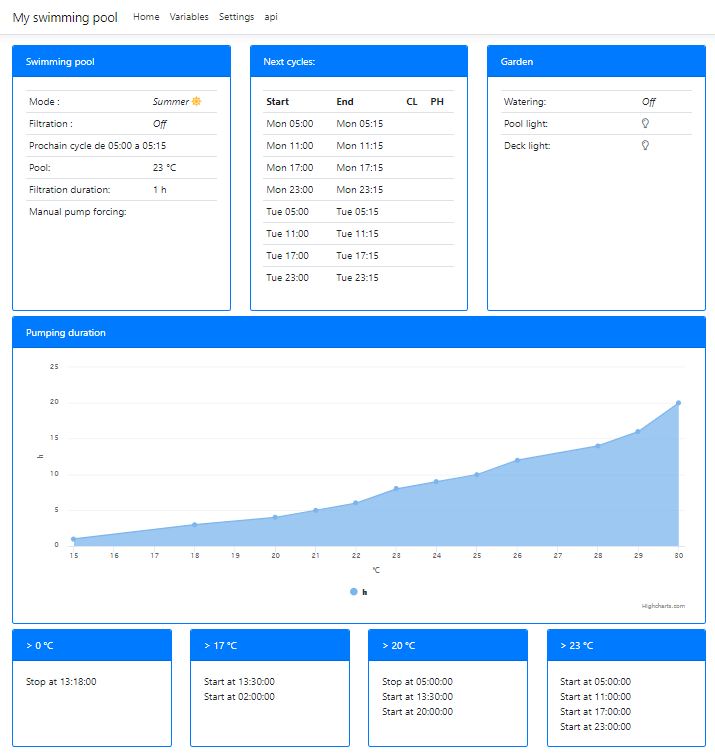 My swimming pool Home Variables Settings api
Swimming pool
Mode : Summer
Filtration : Off
Prochain cycle de 05:00 a 05:15
Pool: 23 °C
Filtration duration: 1 h
Manual pump forcing:
Next cycles:
Start End CL PH
Mon 05:00 Mon 05:15
Mon 11:00 Mon 11:15
Mon 17:00 Mon 17:15
Mon 23:00 Mon 23:15
Tue 05:00 Tue 05:15
Tue 11:00 Tue 11:15
Tue 17:00 Tue 17:15
Tue 23:00 Tue 23:15
Garden
Watering: Off
Pool light:
Deck light:
Pumping duration
25
20
15
10
5
0
h
15 16 17 18 19 20 21 22 23 24 25 26 27 28 29 30
°C
h
Highcharts.com
> 0 °C
Stop at 13:18:00
> 17 °C
Start at 13:30:00
Start at 02:00:00
> 20 °C
Stop at 05:00:00
Start at 13:30:00
Start at 20:00:00
> 23 °C
Start at 05:00:00
Start at 11:00:00
Start at 17:00:00
Start at 23:00:00